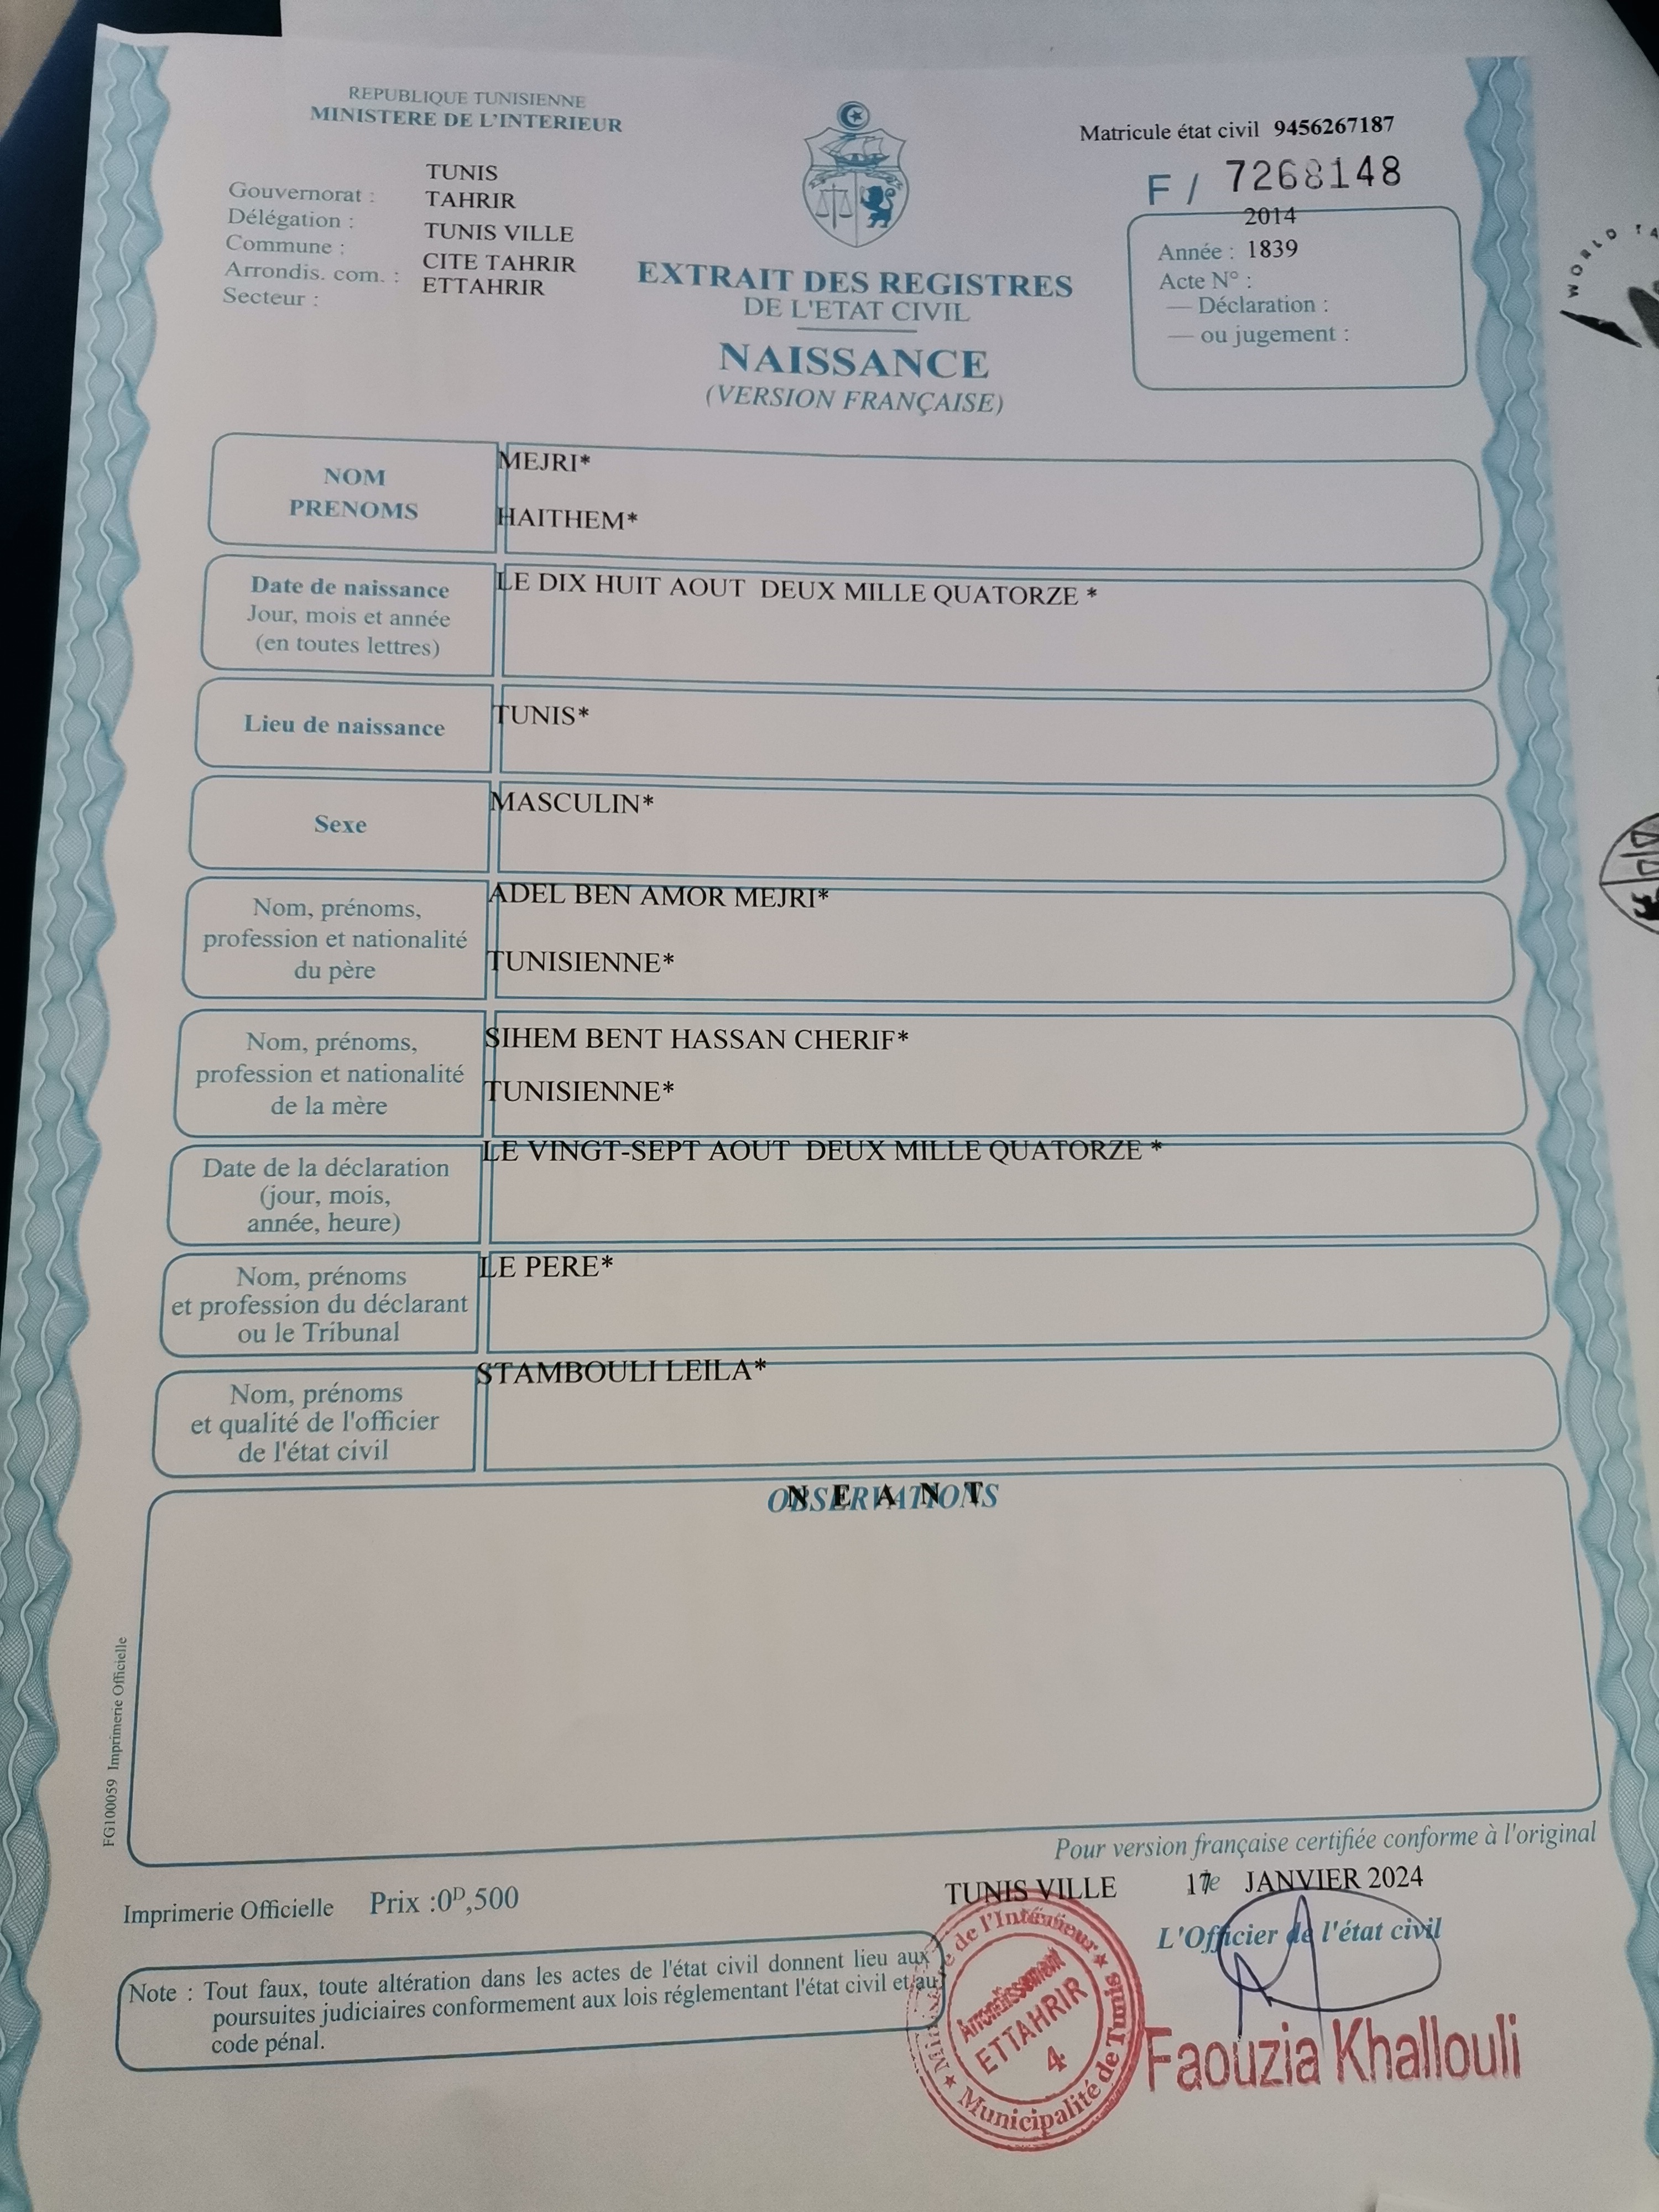 REPUBLIQUE TUNISIENNE
MINISTERE DE L'INTERIEUR
Matricule état civil 9456267187
F / 7268148
TUNIS
Gouvernorat : TAHRIR
Délégation : TUNIS VILLE
Commune : CITE TAHRIR
Arrondis. com. : ETTAHRIR
Secteur :
EXTRAIT DES REGISTRES
DE L'ETAT CIVIL
NAISSANCE
(VERSION FRANÇAISE)
2014
Année : 1839
Acte N° :
— Déclaration :
— ou jugement :
NOM
PRENOMS
MEJRI*
HAITHEM*
Date de naissance
Jour, mois et année
(en toutes lettres)
LE DIX HUIT AOUT DEUX MILLE QUATORZE *
Lieu de naissance
TUNIS*
Sexe
MASCULIN*
Nom, prénoms,
profession et nationalité
du père
ADEL BEN AMOR MEJRI*
TUNISIENNE*
Nom, prénoms,
profession et nationalité
de la mère
SIHEM BENT HASSAN CHERIF*
TUNISIENNE*
Date de la déclaration
(jour, mois,
année, heure)
LE VINGT-SEPT AOUT DEUX MILLE QUATORZE *
Nom, prénoms
et profession du déclarant
ou le Tribunal
LE PERE*
Nom, prénoms
et qualité de l'officier
de l'état civil
STAMBOULI LEILA*
OBSERVATIONS
N E A N T
FG100059 Imprimerie Officielle
Pour version française certifiée conforme à l'original
TUNIS VILLE le 17 JANVIER 2024
Imprimerie Officielle Prix :0D,500
L'Officier de l'état civil
Note : Tout faux, toute altération dans les actes de l'état civil donnent lieu aux
poursuites judiciaires conformement aux lois réglementant l'état civil et au
code pénal.
Ministère de l'Intérieur
Municipalité de Tunis
Arrondissement
ETTAHRIR
4
Faouzia Khallouli
WORLD